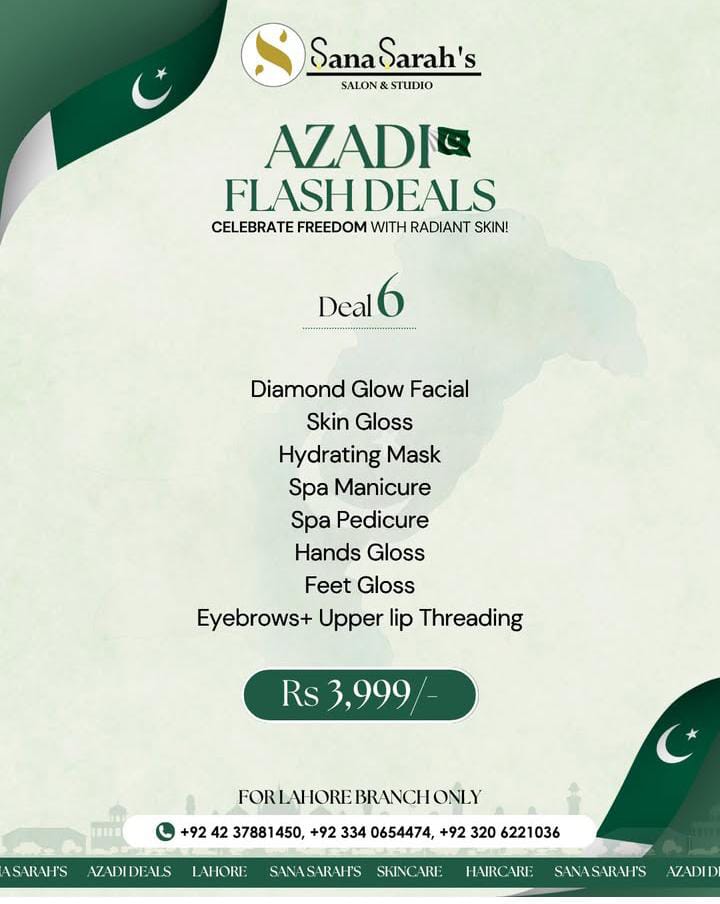 Sana Sarah's
SALON & STUDIO
AZADI
FLASH DEALS
CELEBRATE FREEDOM WITH RADIANT SKIN!
Deal 6
Diamond Glow Facial
Skin Gloss
Hydrating Mask
Spa Manicure
Spa Pedicure
Hands Gloss
Feet Gloss
Eyebrows+ Upper lip Threading
Rs 3,999/-
FOR LAHORE BRANCH ONLY
+92 42 37881450, +92 334 0654474, +92 320 6221036
A SARAH'S AZADI DEALS LAHORE SANA SARAH'S SKINCARE HAIRCARE SANA SARAH'S AZADI D